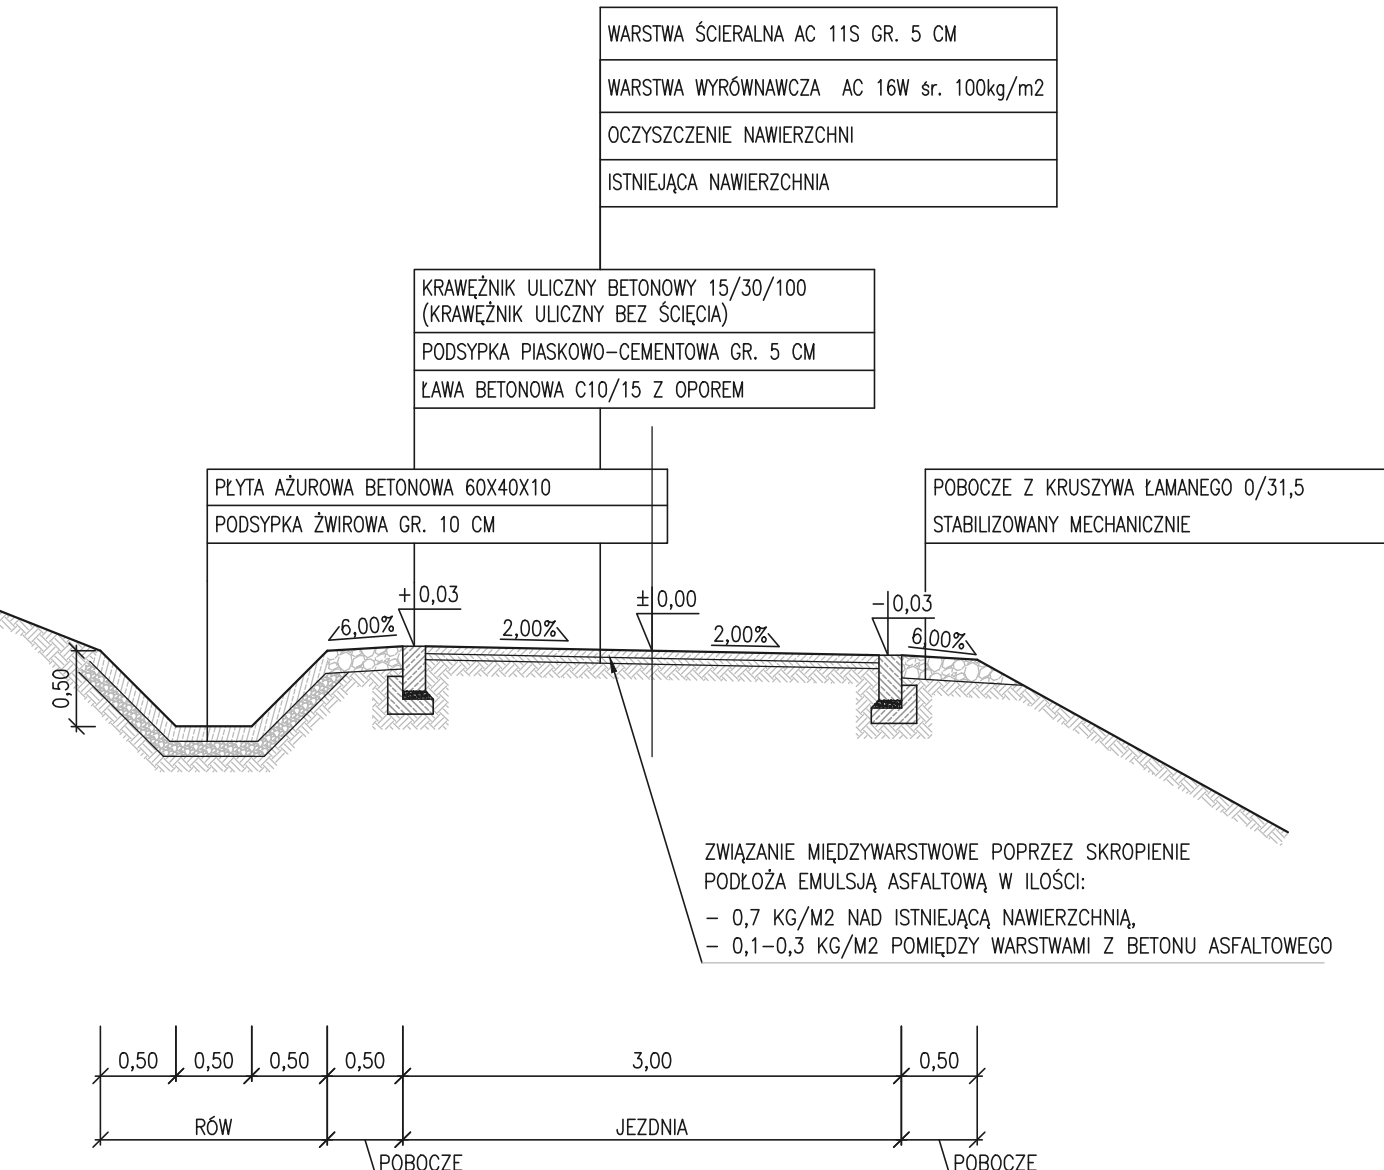 WARSTWA ŚCIERALNA AC 11S GR. 5 CM
WARSTWA WYRÓWNAWCZA AC 16W śr. 100kg/m2
OCZYSZCZENIE NAWIERZCHNI
ISTNIEJĄCA NAWIERZCHNIA
KRAWĘŻNIK ULICZNY BETONOWY 15/30/100
(KRAWĘŻNIK ULICZNY BEZ ŚCIĘCIA)
PODSYPKA PIASKOWO-CEMENTOWA GR. 5 CM
ŁAWA BETONOWA C10/15 Z OPOREM
PŁYTA AŻUROWA BETONOWA 60X40X10
PODSYPKA ŻWIROWA GR. 10 CM
POBOCZE Z KRUSZYWA ŁAMANEGO 0/31,5
STABILIZOWANY MECHANICZNIE
+0,03
±0,00
-0,03
6,00%
2,00%
2,00%
6,00%
0,50
ZWIĄZANIE MIĘDZYWARSTWOWE POPRZEZ SKROPIENIE
PODŁOŻA EMULSJĄ ASFALTOWĄ W ILOŚCI:
- 0,7 KG/M2 NAD ISTNIEJĄCĄ NAWIERZCHNIĄ,
- 0,1-0,3 KG/M2 POMIĘDZY WARSTWAMI Z BETONU ASFALTOWEGO
0,50 0,50 0,50 0,50 3,00 0,50
RÓW JEZDNIA
POBOCZE POBOCZE